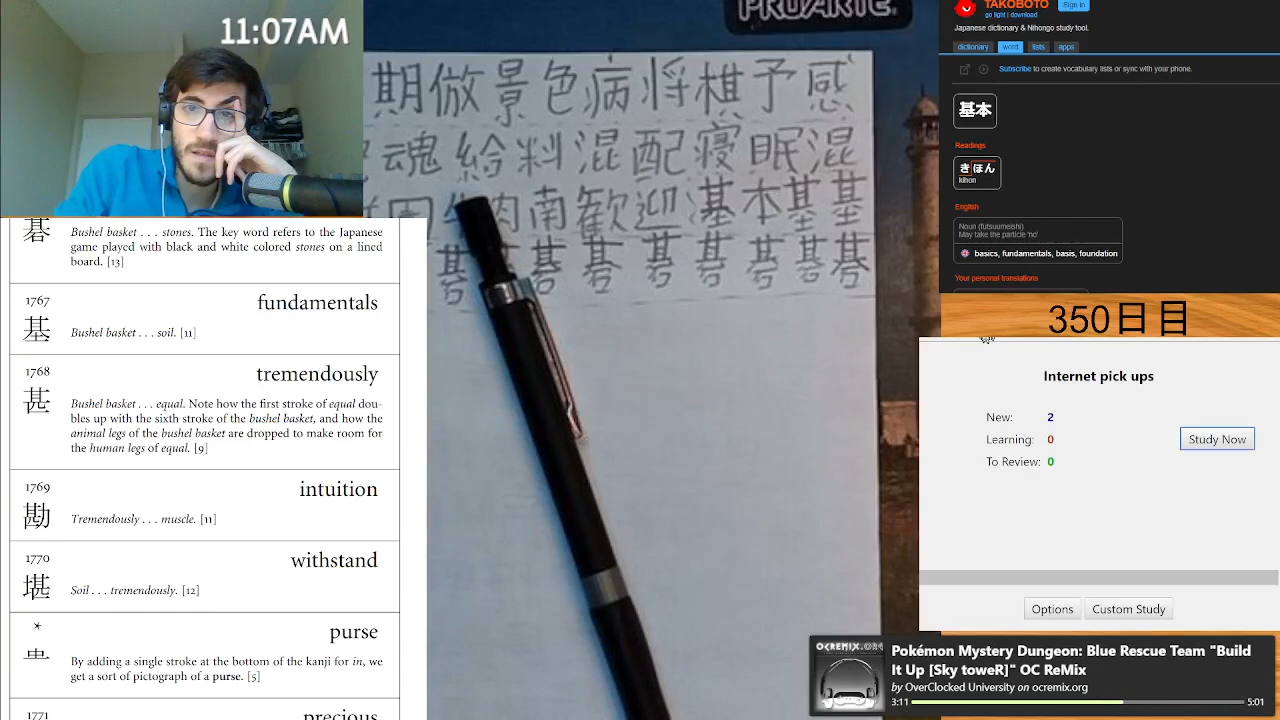 11:07AM
PROARTE.
期倣景色病将棋予感
魂給料混配寝眠混
肉南歓迎基本基基
碁 碁碁碁碁碁碁碁
碁
Bushel basket . . . stones. The key word refers to the Japanese
game played with black and white colored stones on a lined
board. [13]
1767
fundamentals
基
Bushel basket . . . soil. [11]
1768
tremendously
甚
Bushel basket . . . equal. Note how the first stroke of equal dou-
bles up with the sixth stroke of the bushel basket, and how the
animal legs of the bushel basket are dropped to make room for
the human legs of equal. [9]
1769
intuition
勘
Tremendously . . . muscle. [11]
1770
withstand
堪
Soil . . . tremendously. [12]
*
purse
By adding a single stroke at the bottom of the kanji for in, we
get a sort of pictograph of a purse. [5]
1771
precious
TAKOBOTO
Sign in
go light | download
Japanese dictionary & Nihongo study tool.
dictionary word lists apps
Subscribe to create vocabulary lists or sync with your phone.
基本
Readings
きほん
kihon
English
Noun (futsuumeishi)
May take the particle 'no'
basics, fundamentals, basis, foundation
Your personal translations
350日目
Internet pick ups
New: 2
Learning: 0
To Review: 0
Study Now
Options
Custom Study
OCREMIX.ORG
Pokémon Mystery Dungeon: Blue Rescue Team "Build
It Up [Sky toweR]" OC ReMix
by OverClocked University on ocremix.org
3:11
5:01